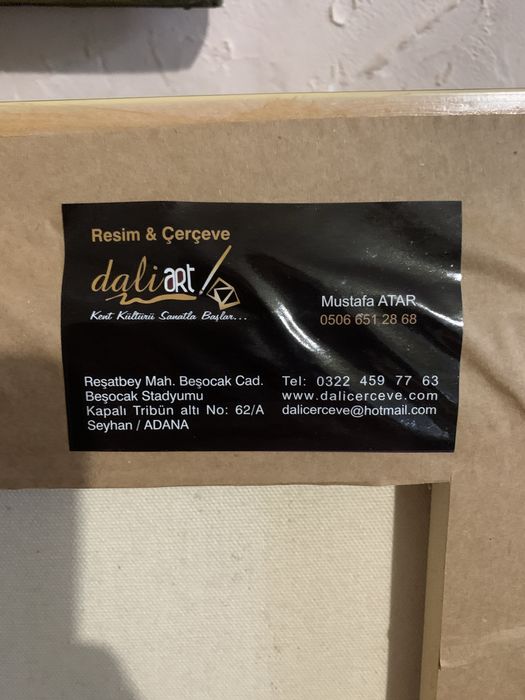 Resim & Çerçeve
daliART
Kent Kültürü Sanatla Başlar...
Mustafa ATAR
0506 651 28 68
Reşatbey Mah. Beşocak Cad.
Beşocak Stadyumu
Kapalı Tribün altı No: 62/A
Seyhan / ADANA
Tel: 0322 459 77 63
www.dalicerceve.com
dalicerceve@hotmail.com